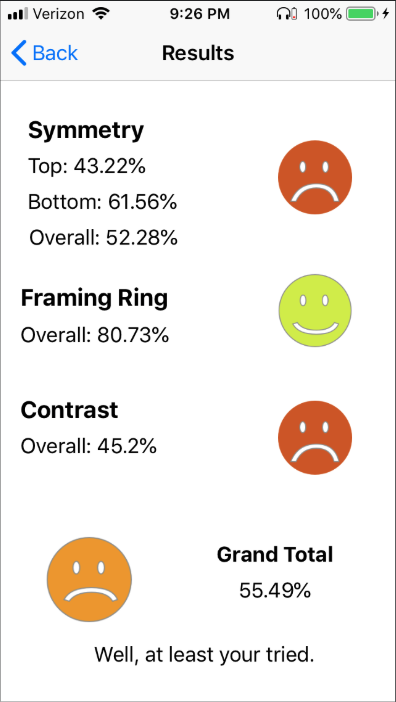 Verizon 9:26 PM 100%
Back Results
Symmetry
Top: 43.22%
Bottom: 61.56%
Overall: 52.28%
Framing Ring
Overall: 80.73%
Contrast
Overall: 45.2%
Grand Total
55.49%
Well, at least your tried.